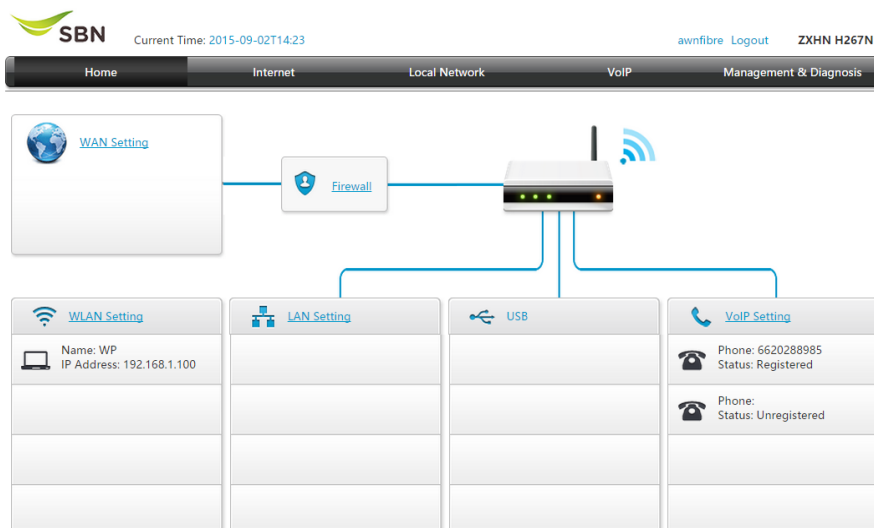 SBN
Current Time: 2015-09-02T14:23
awnfibre Logout ZXHN H267N
Home Internet Local Network VoIP Management & Diagnosis
WAN Setting
Firewall
WLAN Setting LAN Setting USB VoIP Setting
Name: WP
IP Address: 192.168.1.100
Phone: 6620288985
Status: Registered
Phone:
Status: Unregistered